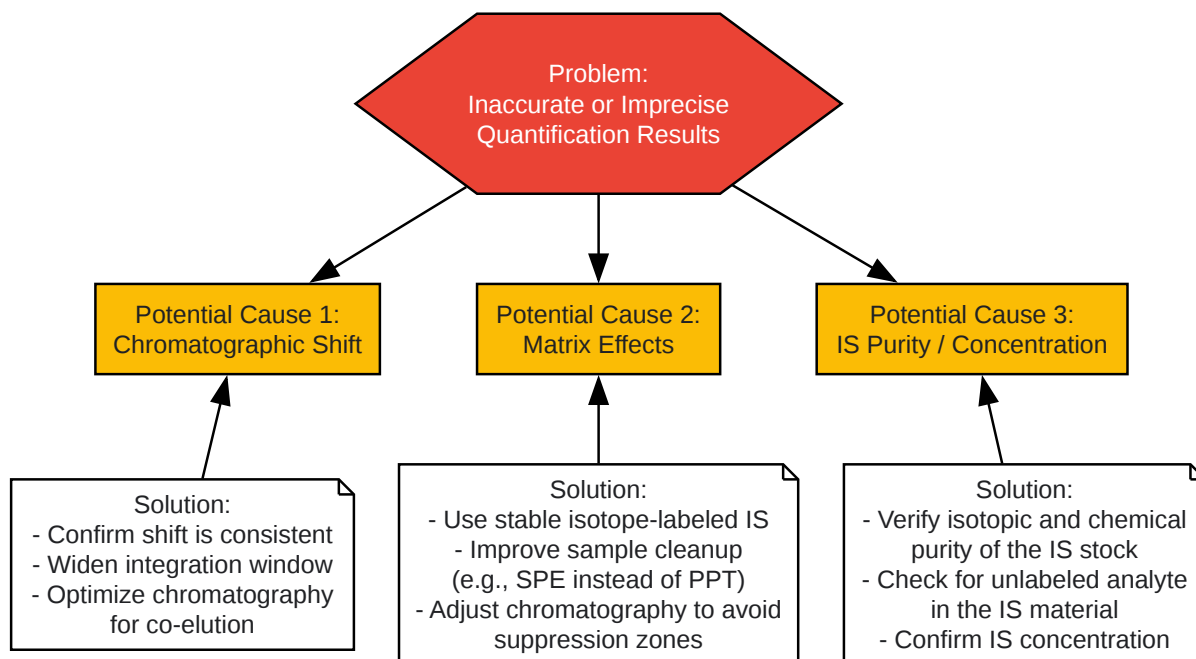 Problem:
Inaccurate or Imprecise
Quantification Results
Potential Cause 1:
Chromatographic Shift
Potential Cause 2:
Matrix Effects
Potential Cause 3:
IS Purity / Concentration
Solution:
- Confirm shift is consistent
- Widen integration window
- Optimize chromatography
for co-elution
Solution:
- Use stable isotope-labeled IS
- Improve sample cleanup
(e.g., SPE instead of PPT)
- Adjust chromatography to avoid
suppression zones
Solution:
- Verify isotopic and chemical
purity of the IS stock
- Check for unlabeled analyte
in the IS material
- Confirm IS concentration